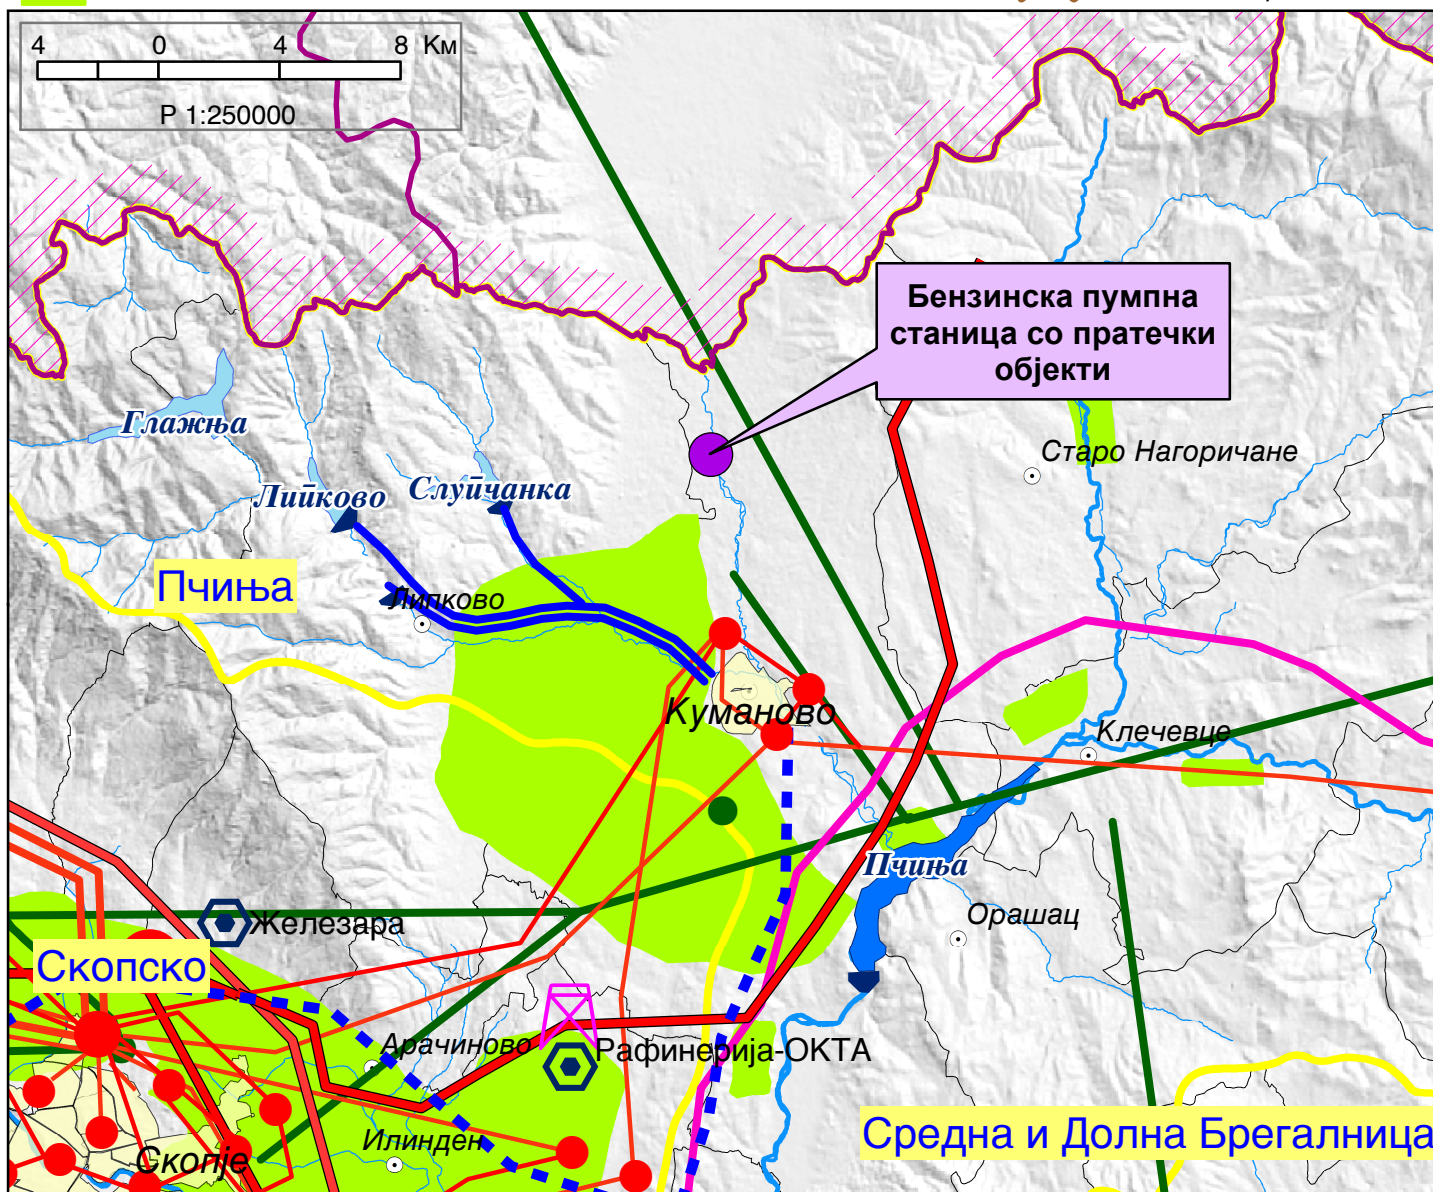 4 0 4 8 Км
Р 1:250000
Бензинска пумпна
станица со пратечки
објекти
Глажња
Старо Нагоричане
Липково
Слупчанка
Пчиња
Липково
Куманово
Клечевце
Пчиња
Орашац
Железара
Скопско
Арачиново
Рафинерија-ОКТА
Средна и Долна Брегалница
Илинден
Скопје